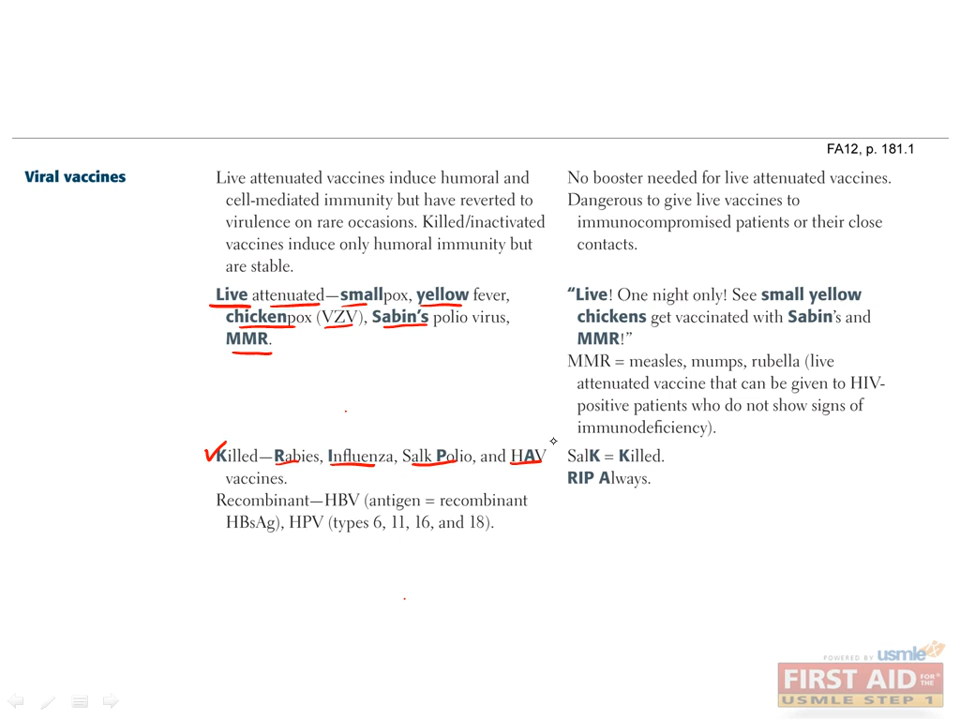 FA12, p. 181.1
Viral vaccines
Live attenuated vaccines induce humoral and
cell-mediated immunity but have reverted to
virulence on rare occasions. Killed/inactivated
vaccines induce only humoral immunity but
are stable.
No booster needed for live attenuated vaccines.
Dangerous to give live vaccines to
immunocompromised patients or their close
contacts.
Live attenuated—smallpox, yellow fever,
chickenpox (VZV), Sabin's polio virus,
MMR.
"Live! One night only! See small yellow
chickens get vaccinated with Sabin's and
MMR!"
MMR = measles, mumps, rubella (live
attenuated vaccine that can be given to HIV-
positive patients who do not show signs of
immunodeficiency).
Killed—Rabies, Influenza, Salk Polio, and HAV
vaccines.
SalK = Killed.
RIP Always.
Recombinant—HBV (antigen = recombinant
HBsAg), HPV (types 6, 11, 16, and 18).
POWERED BY usmle
FIRST AID FOR THE
USMLE STEP 1